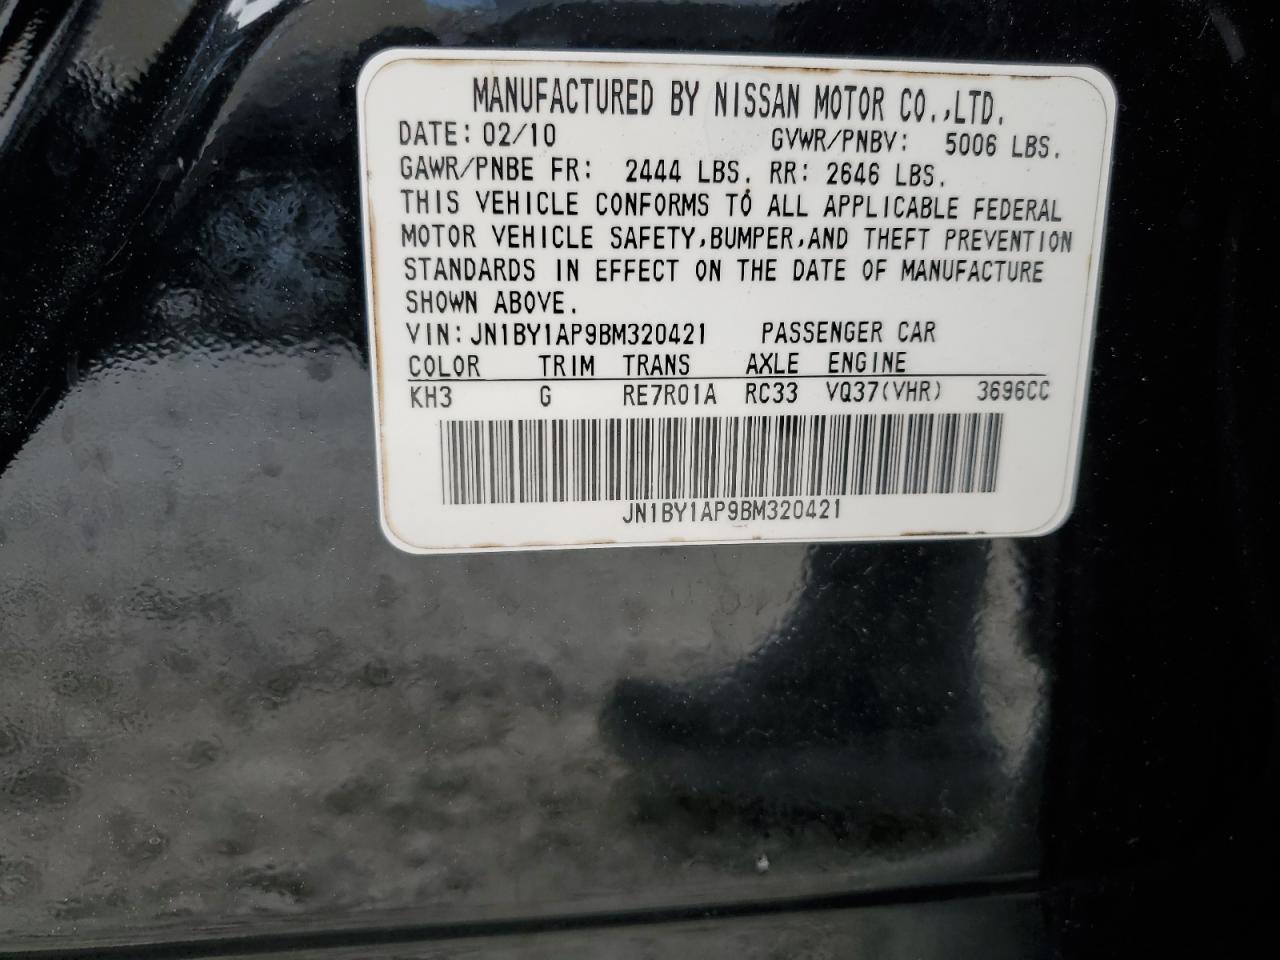 MANUFACTURED BY NISSAN MOTOR CO.,LTD.
DATE: 02/10 GVWR/PNBV: 5006 LBS.
GAWR/PNBE FR: 2444 LBS. RR: 2646 LBS.
THIS VEHICLE CONFORMS TO ALL APPLICABLE FEDERAL
MOTOR VEHICLE SAFETY,BUMPER,AND THEFT PREVENTION
STANDARDS IN EFFECT ON THE DATE OF MANUFACTURE
SHOWN ABOVE.
VIN: JN1BY1AP9BM320421 PASSENGER CAR
COLOR TRIM TRANS AXLE ENGINE
KH3 G RE7R01A RC33 VQ37(VHR) 3696CC
JN1BY1AP9BM320421